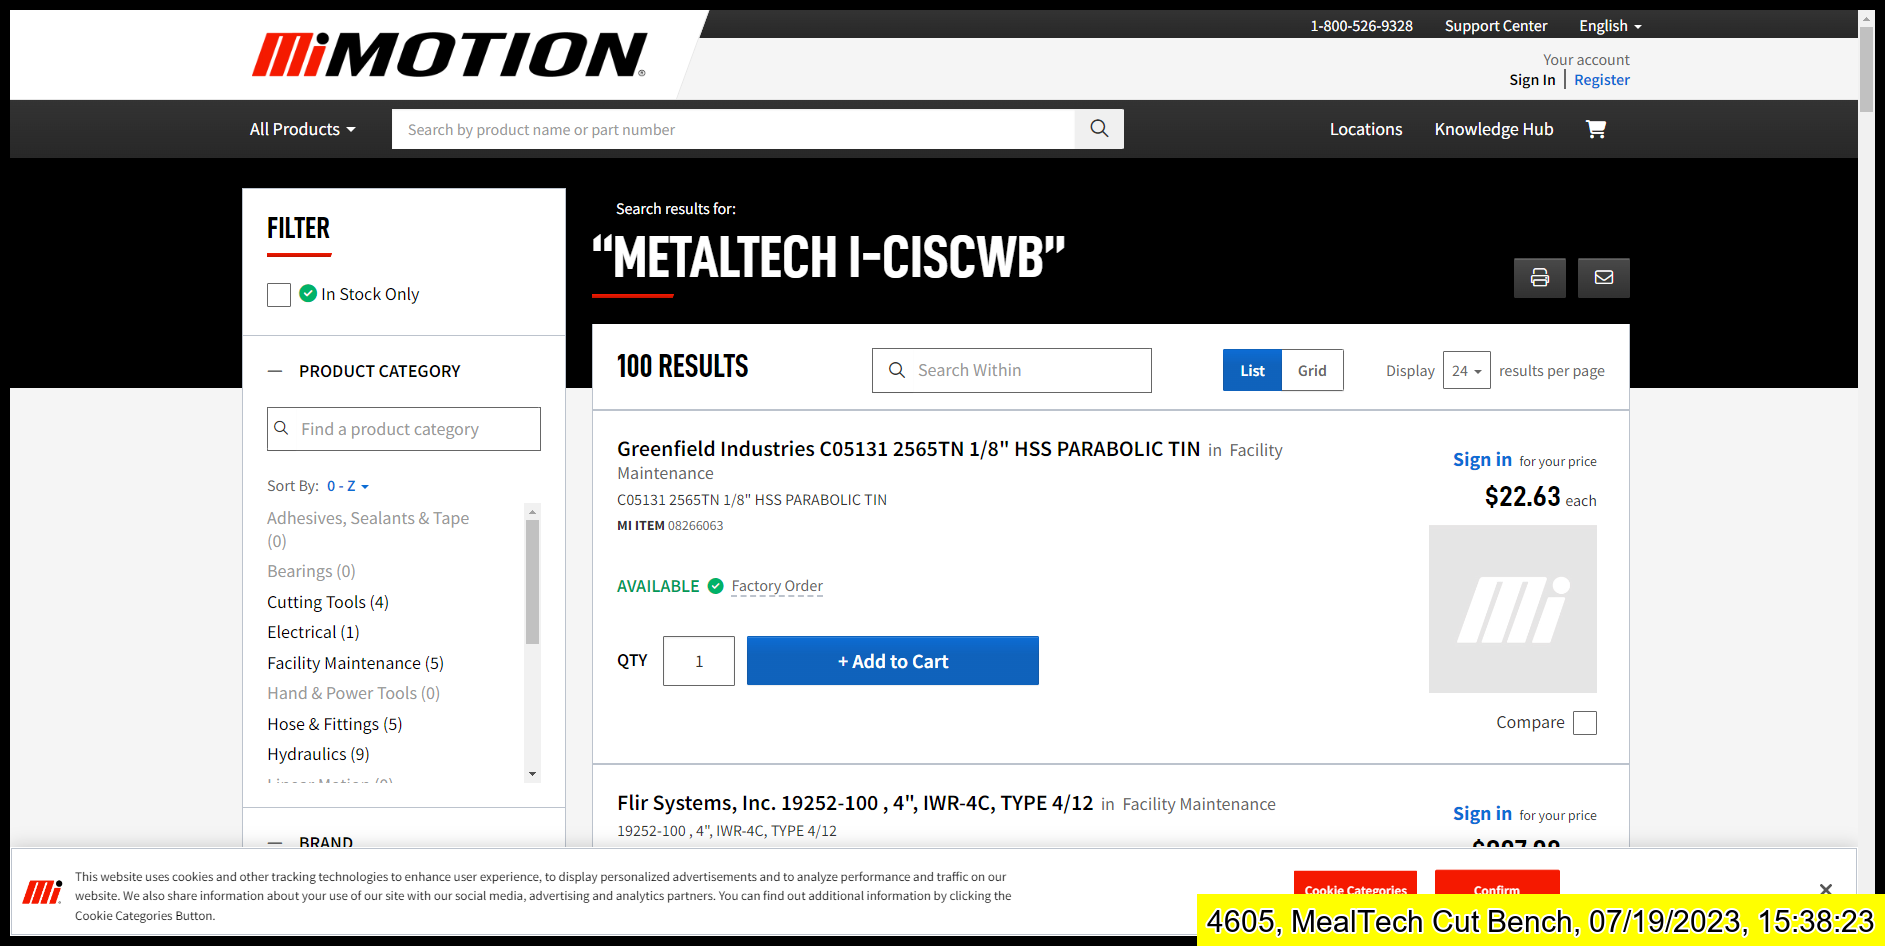 MiMOTION
1-800-526-9328
Support Center
English
Your account
Sign In | Register
All Products
Search by product name or part number
Locations
Knowledge Hub
FILTER
In Stock Only
PRODUCT CATEGORY
Find a product category
Sort By: 0 - Z
Adhesives, Sealants & Tape
(0)
Bearings (0)
Cutting Tools (4)
Electrical (1)
Facility Maintenance (5)
Hand & Power Tools (0)
Hose & Fittings (5)
Hydraulics (9)
BRAND
Search results for:
“METALTECH I-CISCWB”
100 RESULTS
Search Within
List
Grid
Display 24 results per page
Greenfield Industries C05131 2565TN 1/8" HSS PARABOLIC TIN in Facility
Maintenance
C05131 2565TN 1/8" HSS PARABOLIC TIN
MI ITEM 08266063
Sign in for your price
$22.63 each
AVAILABLE Factory Order
QTY 1 + Add to Cart
Mi
Compare
Flir Systems, Inc. 19252-100 , 4", IWR-4C, TYPE 4/12 in Facility Maintenance
19252-100 , 4", IWR-4C, TYPE 4/12
Sign in for your price
Mi
This website uses cookies and other tracking technologies to enhance user experience, to display personalized advertisements and to analyze performance and traffic on our
website. We also share information about your use of our site with our social media, advertising and analytics partners. You can find out additional information by clicking the
Cookie Categories Button.
Cookie Categories
Confirm
4605, MealTech Cut Bench, 07/19/2023, 15:38:23